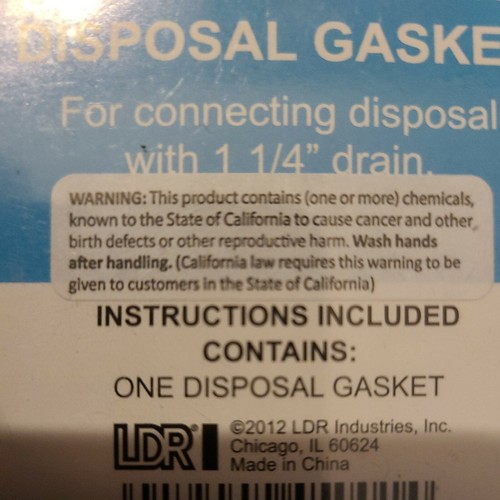 DISPOSAL GASKE
For connecting disposal
with 1 1/4” drain.
WARNING: This product contains (one or more) chemicals,
known to the State of California to cause cancer and other
birth defects or other reproductive harm. Wash hands
after handling. (California law requires this warning to be
given to customers in the State of California)
INSTRUCTIONS INCLUDED
CONTAINS:
ONE DISPOSAL GASKET
LDR®
©2012 LDR Industries, Inc.
Chicago, IL 60624
Made in China